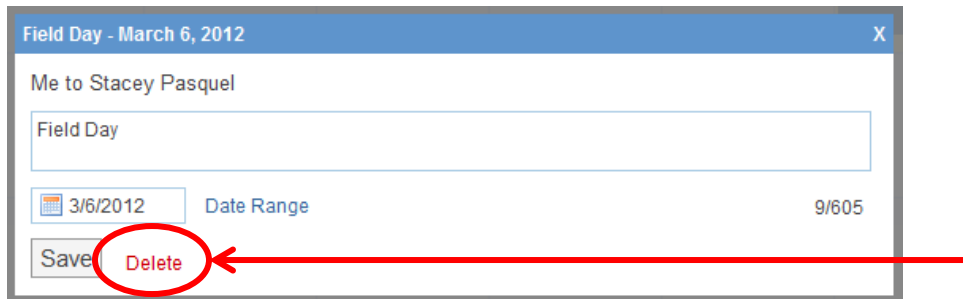 Field Day - March 6, 2012 X
Me to Stacey Pasquel
Field Day
3/6/2012 Date Range 9/605
Save Delete